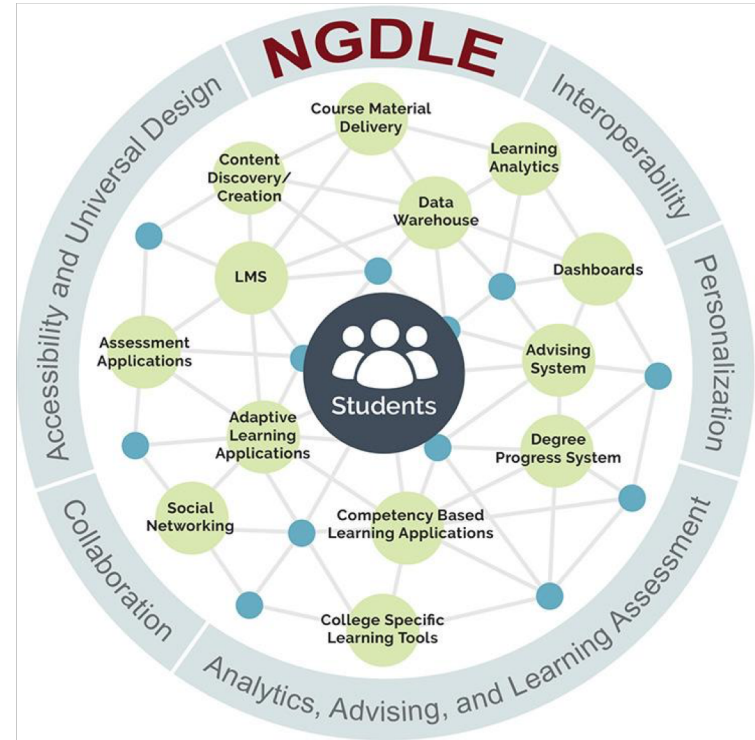 NGDLE
Interoperability
Personalization
Analytics, Advising, and Learning Assessment
Collaboration
Accessibility and Universal Design
Course Material
Delivery
Learning
Analytics
Content
Discovery/
Creation
Data
Warehouse
LMS
Dashboards
Assessment
Applications
Advising
System
Students
Adaptive
Learning
Applications
Degree
Progress System
Social
Networking
Competency Based
Learning Applications
College Specific
Learning Tools